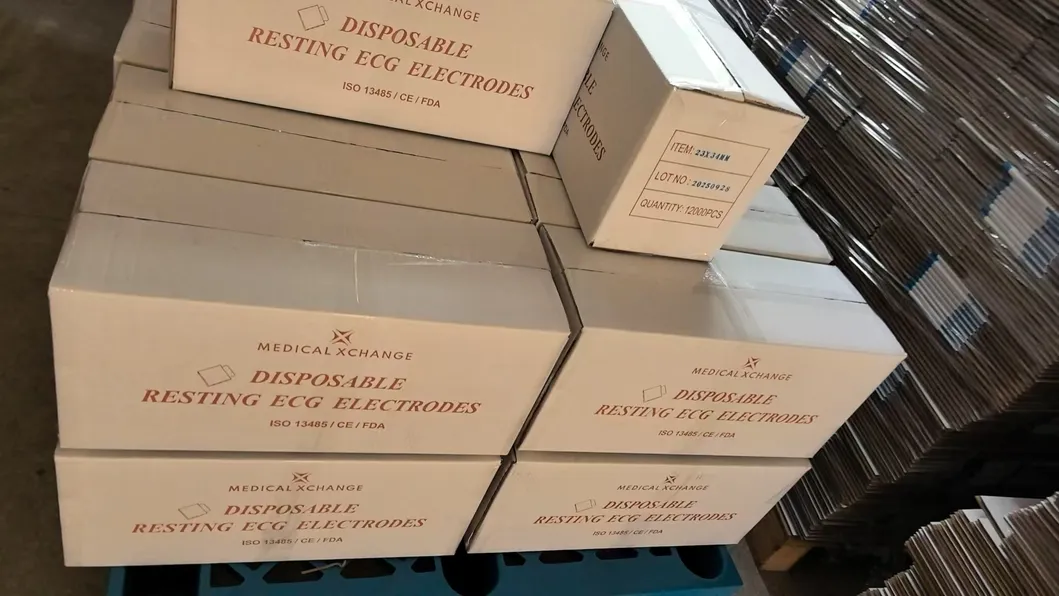 XCHANGE
DISPOSABLE
RESTING ECG ELECTRODES
ISO 13485 / CE / FDA
ITEM: 23X34MM
LOT NO: 20250926
QUANTITY: 12000PCS
MEDICAL XCHANGE
DISPOSABLE
RESTING ECG ELECTRODES
ISO 13485 / CE / FDA
MEDICAL XCHANGE
DISPOSABLE
RESTING ECG ELECTRODES
ISO 13485 / CE / FDA
MEDICAL XCHANGE
DISPOSABLE
RESTING ECG ELECTRODES
ISO 13485 / CE / FDA
MEDICAL XCHANGE
DISPOSABLE
RESTING ECG ELECTRODES
ISO 13485 / CE / FDA